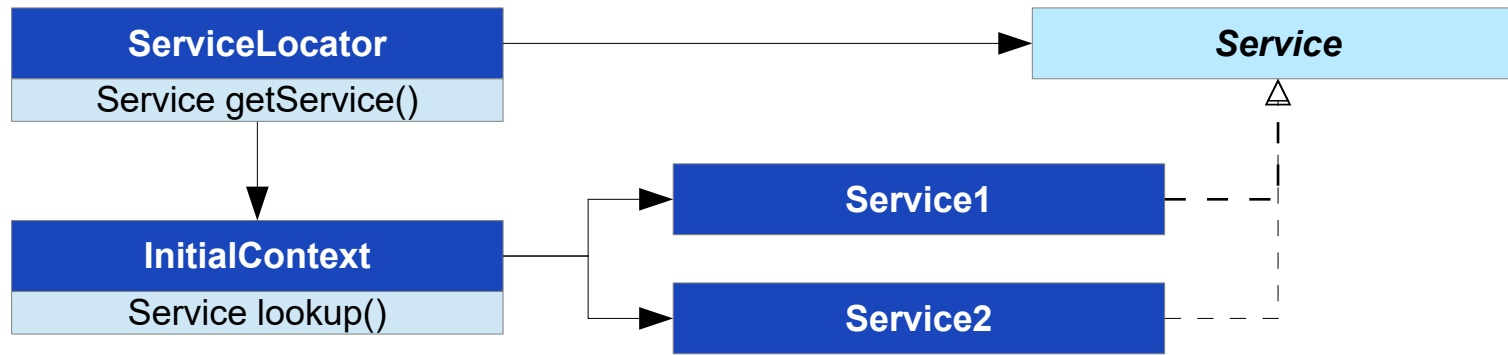 ServiceLocator
Service getService()
Service
InitialContext
Service lookup()
Service1
Service2